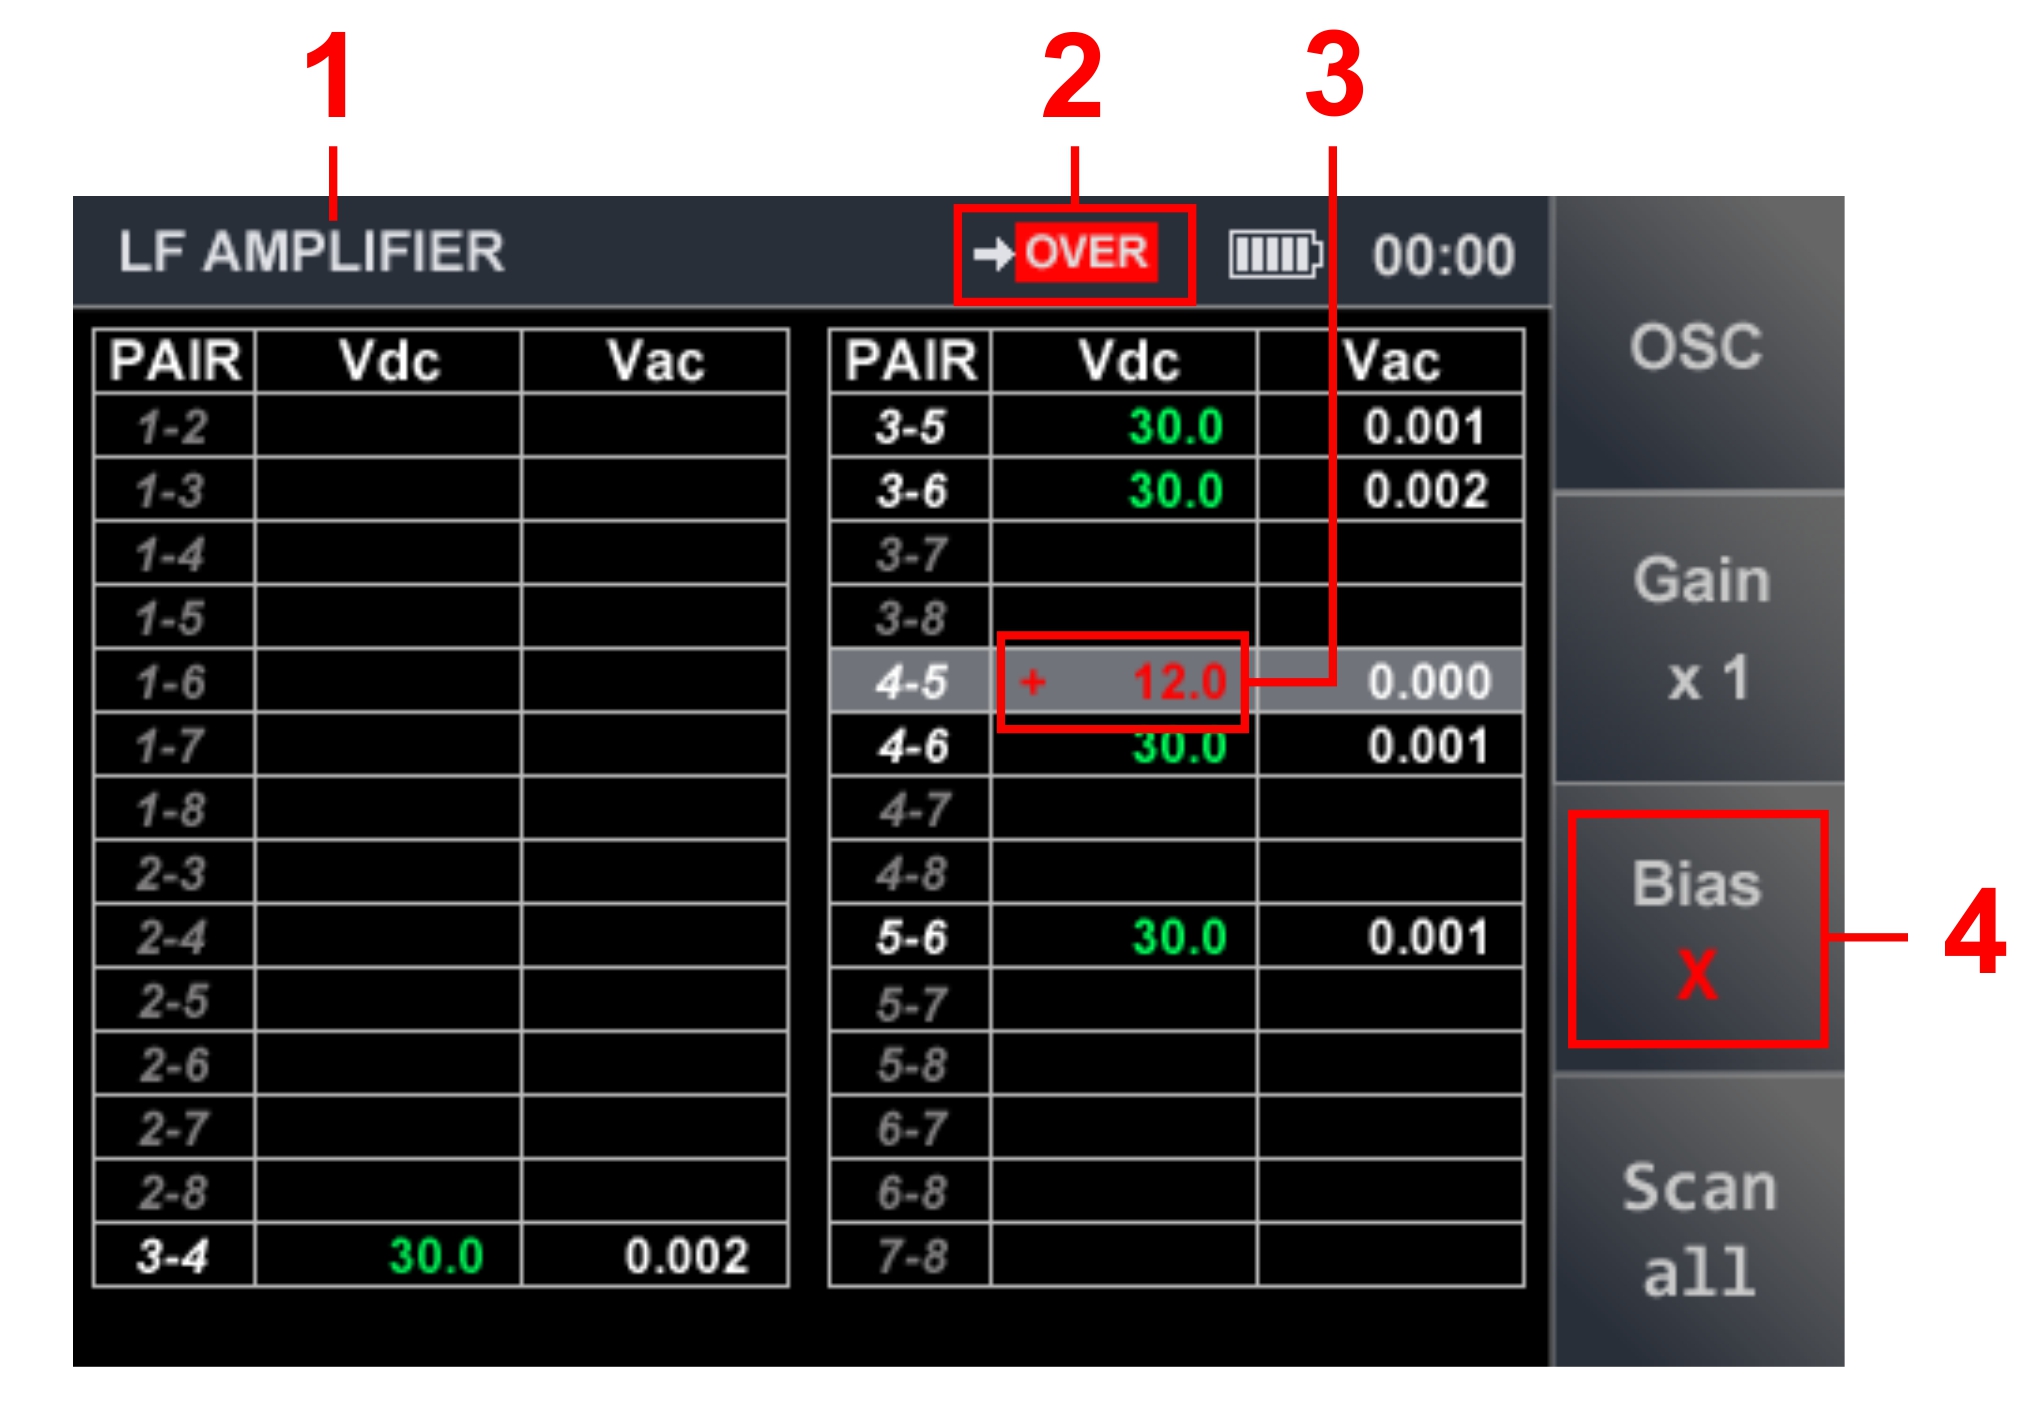 1 2 3
LF AMPLIFIER OVER 00:00
PAIR Vdc Vac
1-2
1-3
1-4
1-5
1-6
1-7
1-8
2-3
2-4
2-5
2-6
2-7
2-8
3-4 30.0 0.002
PAIR Vdc Vac
3-5 30.0 0.001
3-6 30.0 0.002
3-7
3-8
4-5 + 12.0 0.000
4-6 30.0 0.001
4-7
4-8
5-6 30.0 0.001
5-7
5-8
6-7
6-8
7-8
OSC
Gain
x 1
Bias
X
4
Scan
all